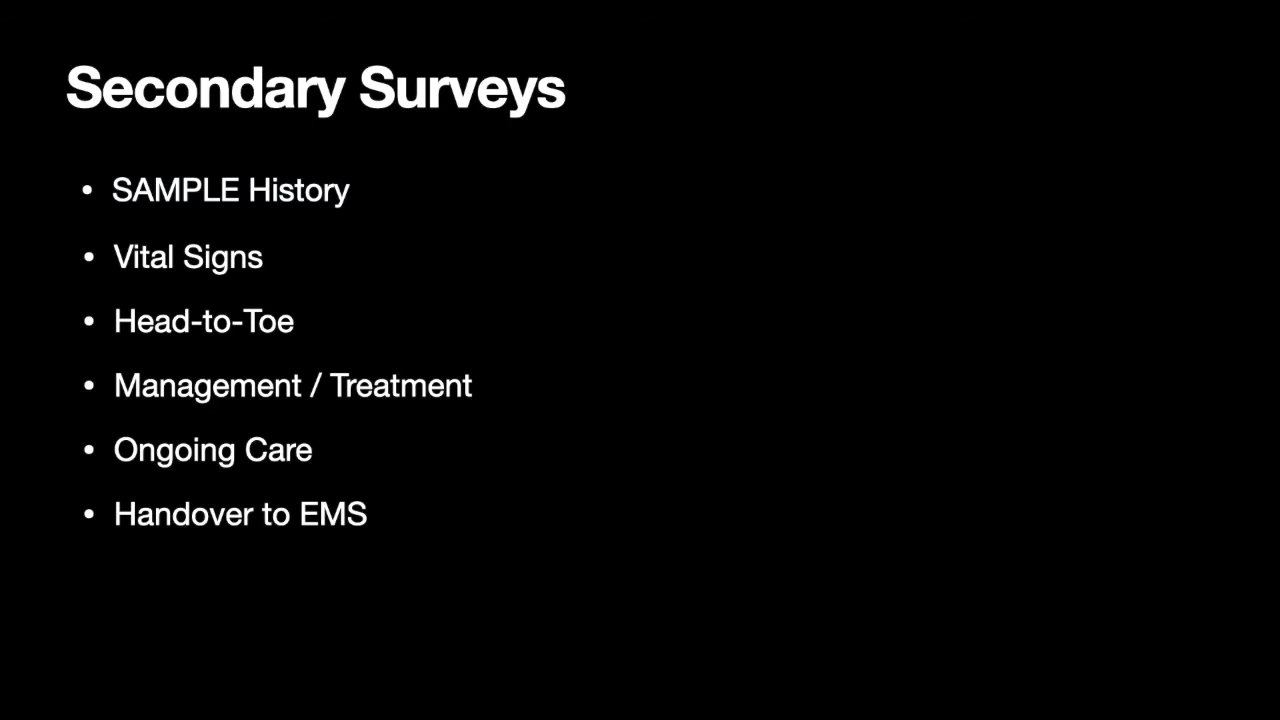 Secondary Surveys
• SAMPLE History
• Vital Signs
• Head-to-Toe
• Management / Treatment
• Ongoing Care
• Handover to EMS